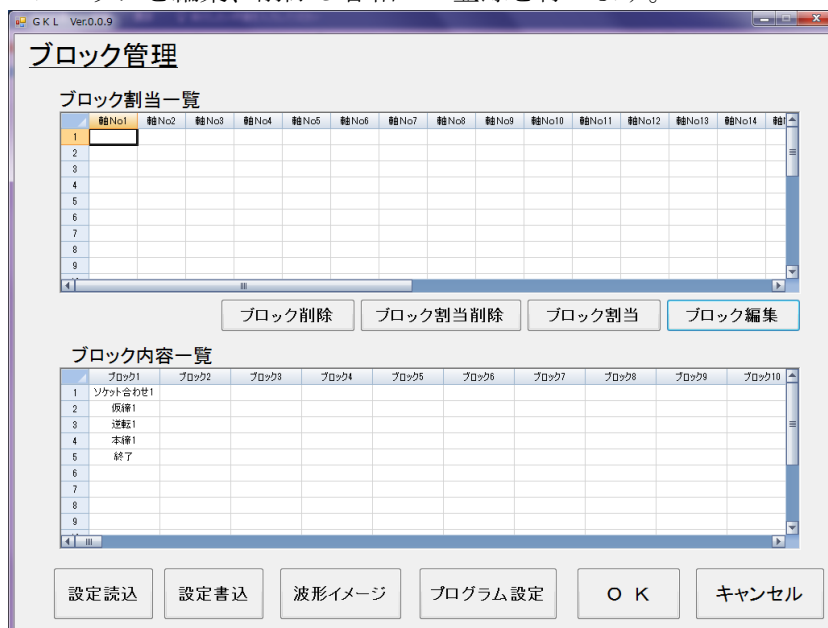 GKL Ver.0.0.9
ブロック管理
ブロック割当一覧
軸No1 軸No2 軸No3 軸No4 軸No5 軸No6 軸No7 軸No8 軸No9 軸No10 軸No11 軸No12 軸No13 軸No14
1
2
3
4
5
6
7
8
9
ブロック削除 ブロック割当削除 ブロック割当 ブロック編集
ブロック内容一覧
ブロック1 ブロック2 ブロック3 ブロック4 ブロック5 ブロック6 ブロック7 ブロック8 ブロック9 ブロック10
1 ソケット合わせ1
2 仮締1
3 逆転1
4 本締1
5 終了
6
7
8
9
設定読込 設定書込 波形イメージ プログラム設定 OK キャンセル